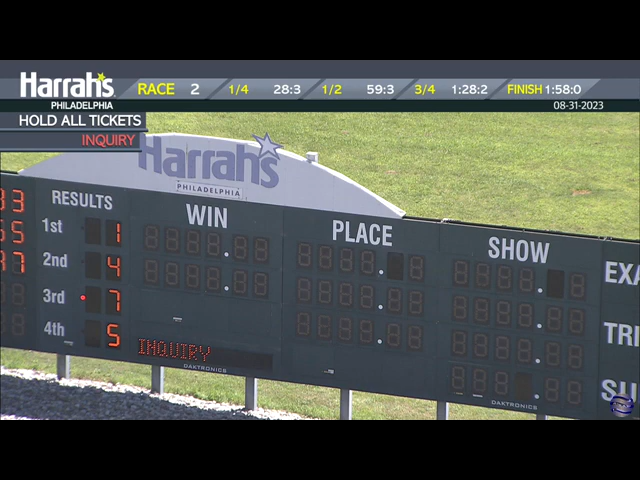 Harrah's RACE 2 1/4 28:3 1/2 59:3 3/4 1:28:2 FINISH 1:58:0
PHILADELPHIA 08-31-2023
HOLD ALL TICKETS
INQUIRY
Harrah's
PHILADELPHIA
RESULTS WIN PLACE SHOW
1st 1
2nd 4
3rd 7
4th 5
INQUIRY
DAKTRONICS
DAKTRONICS